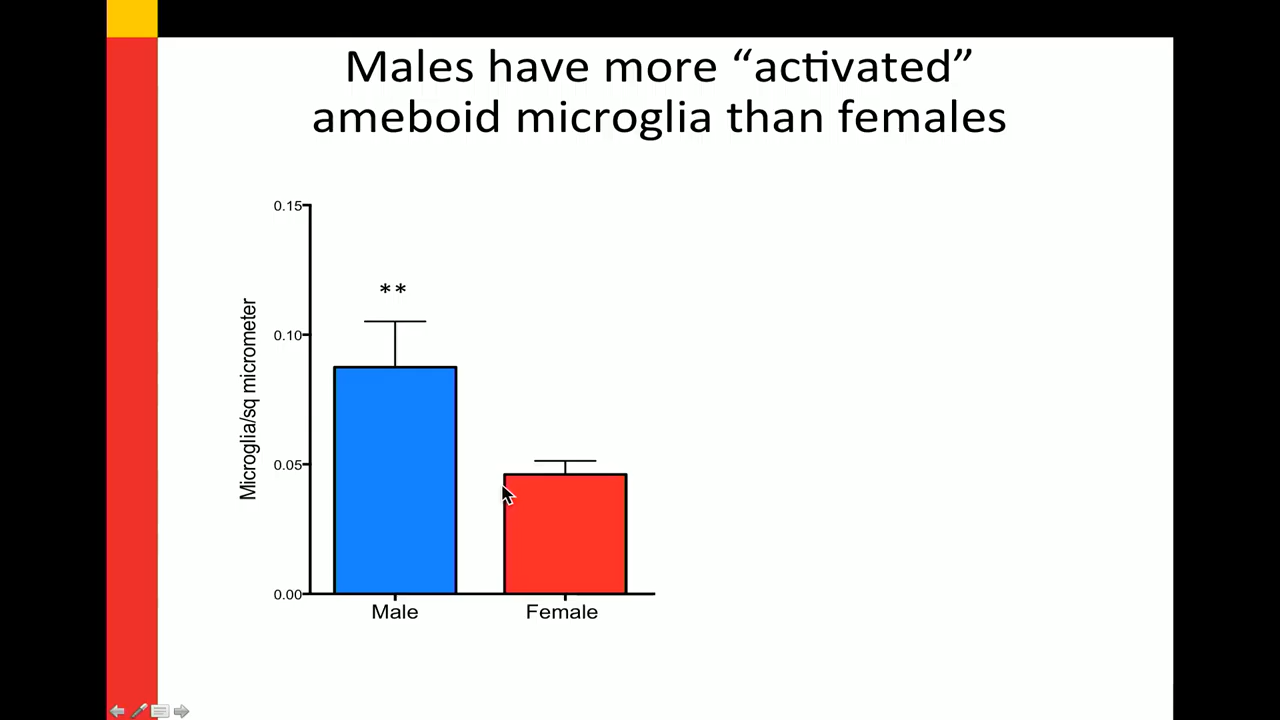 Males have more “activated”
ameboid microglia than females
0.15
**
0.10
Microglia/sq micrometer
0.05
0.00
Male
Female